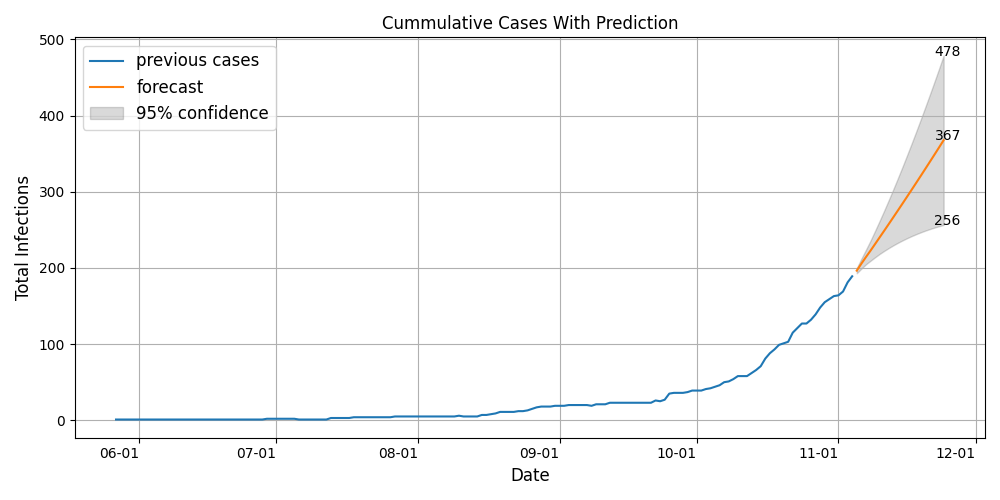 Cummulative Cases With Prediction
500
400
300
200
100
0
Total Infections
previous cases
forecast
95% confidence
478
367
256
06-01
07-01
08-01
09-01
10-01
11-01
12-01
Date